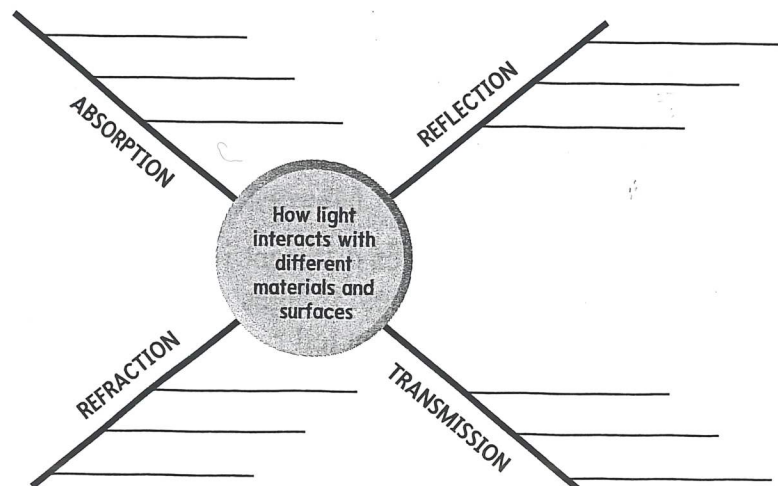 ABSORPTION
REFLECTION
How light
interacts with
different
materials and
surfaces
REFRACTION
TRANSMISSION